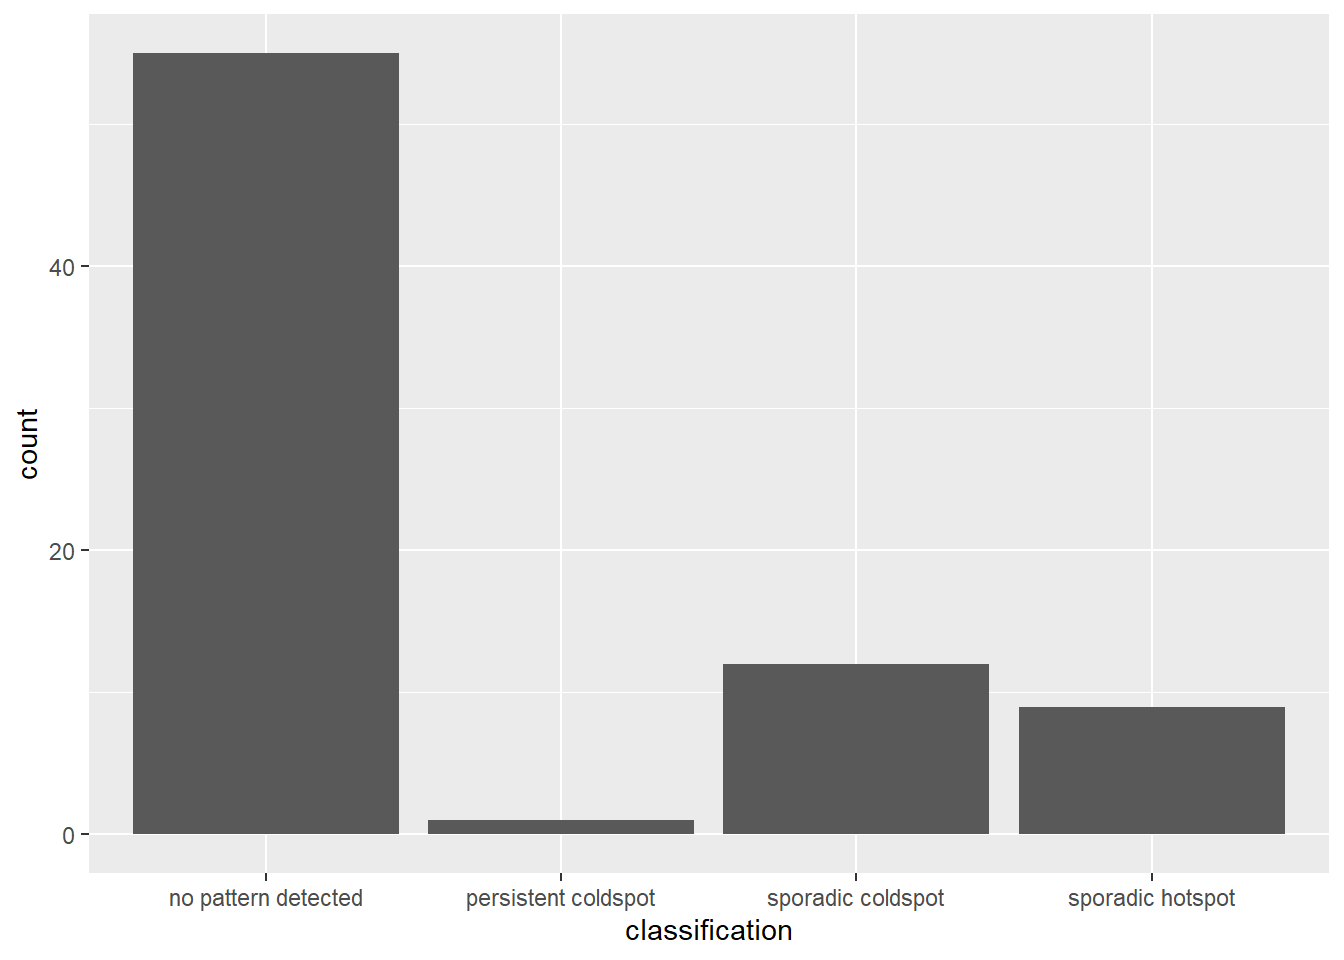 count
40
20
0
no pattern detected
persistent coldspot
sporadic coldspot
sporadic hotspot
classification